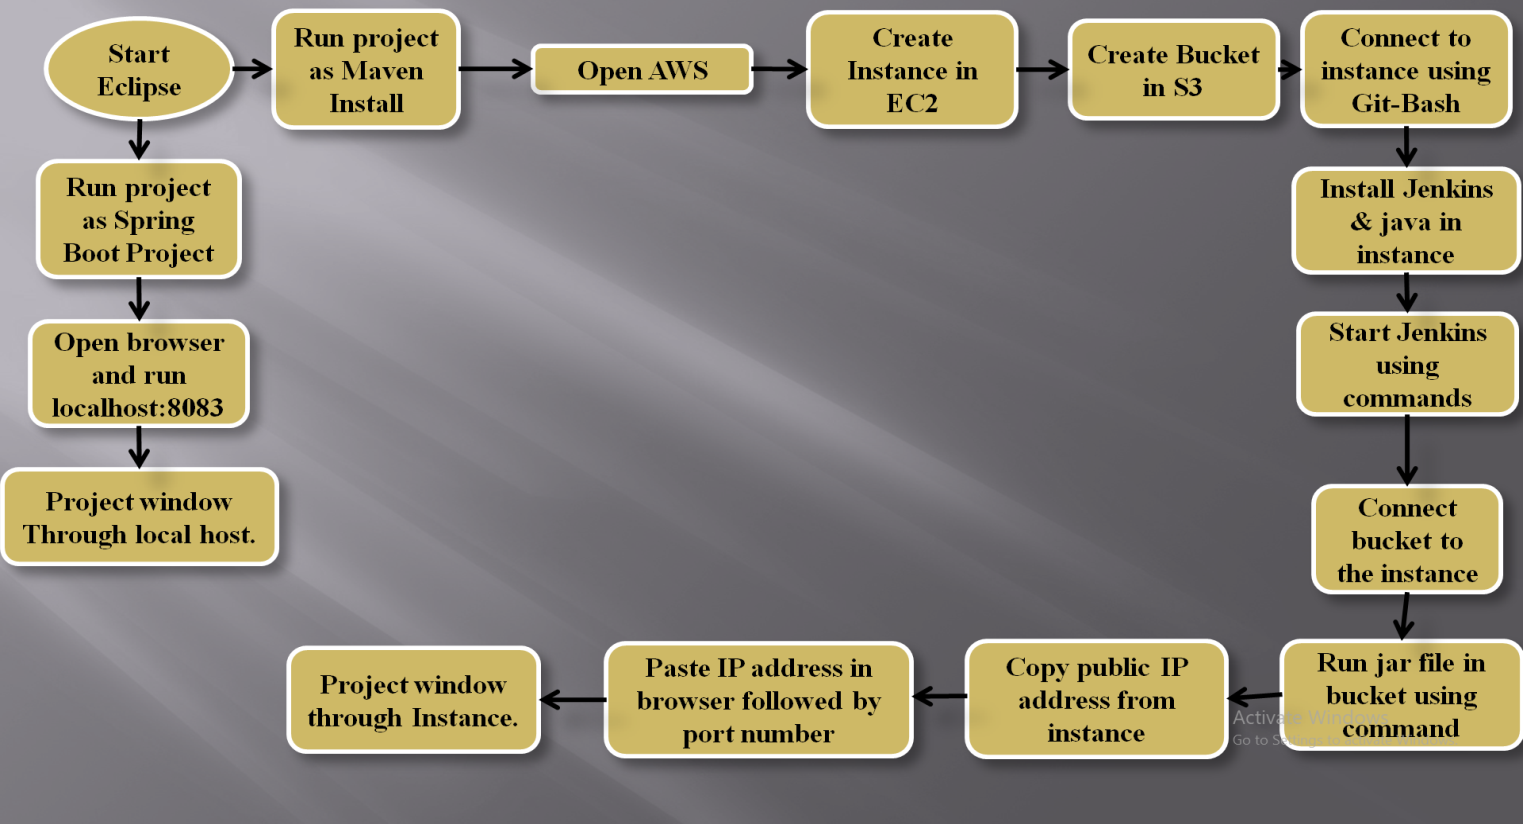 Start
Eclipse
Run project
as Maven
Install
Open AWS
Create
Instance in
EC2
Create Bucket
in S3
Connect to
instance using
Git-Bash
Run project
as Spring
Boot Project
Install Jenkins
& java in
instance
Open browser
and run
localhost:8083
Start Jenkins
using
commands
Project window
Through local host.
Connect
bucket to
the instance
Run jar file in
bucket using
command
Copy public IP
address from
instance
Paste IP address in
browser followed by
port number
Project window
through Instance.
Activate Windows
Go to Settings to